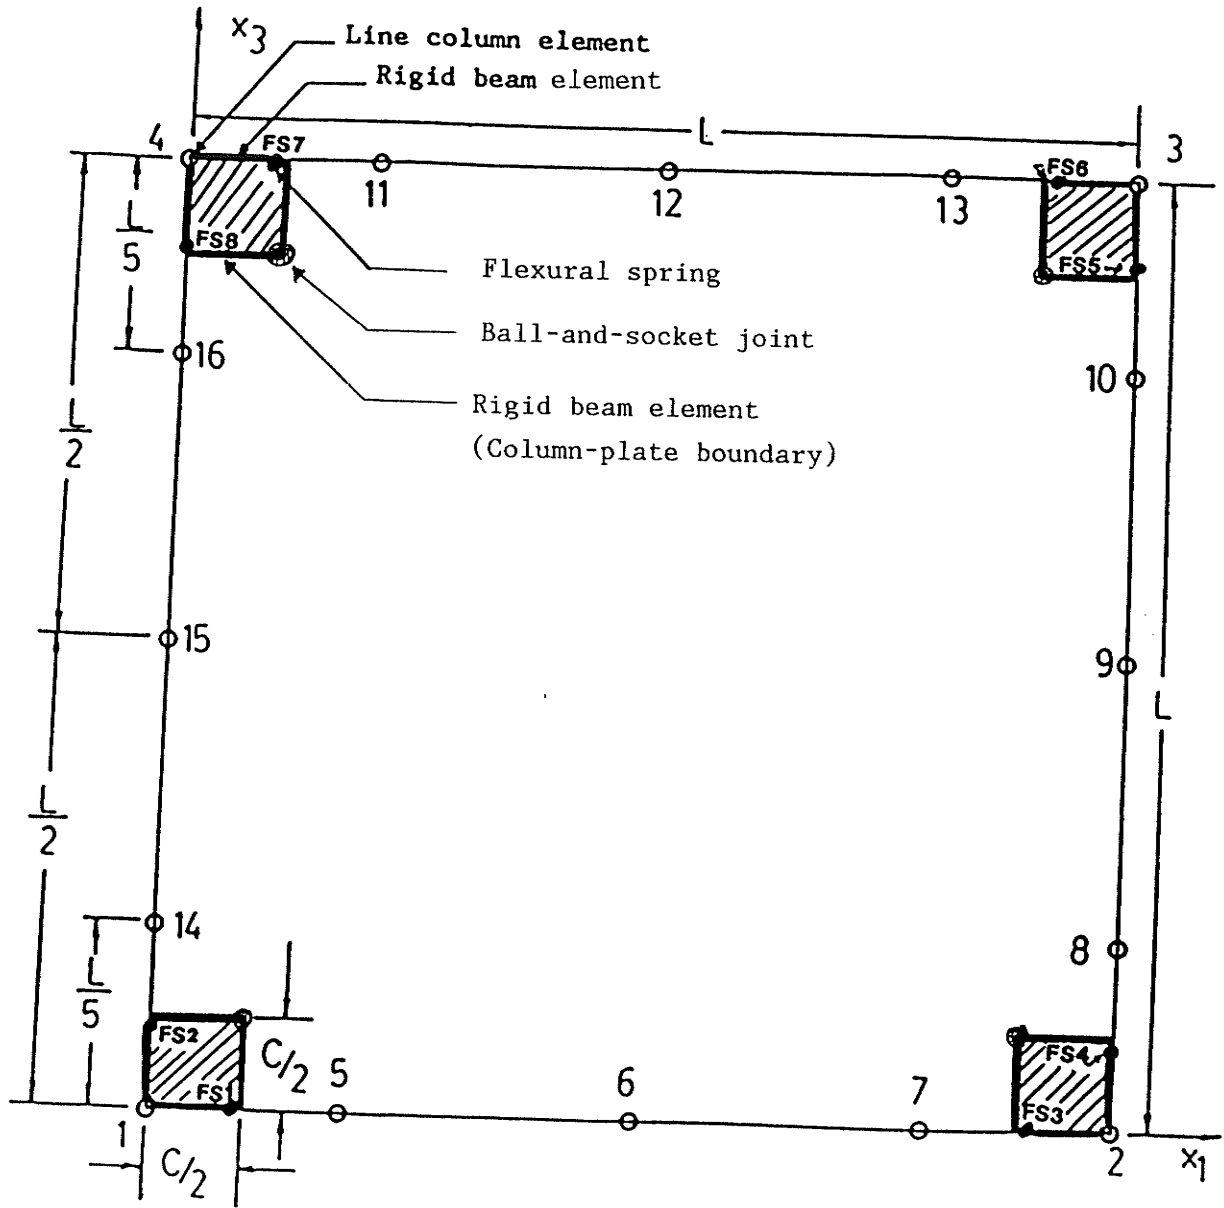 x3
Line column element
Rigid beam element
L
4
3
FS7
FS6
11
12
13
L/5
FS8
FS5
Flexural spring
Ball-and-socket joint
16
10
Rigid beam element
(Column-plate boundary)
L/2
15
9
L
L/2
14
8
L/5
FS2
FS4
C/2
5
6
7
FS1
FS3
1
2
C/2
x1